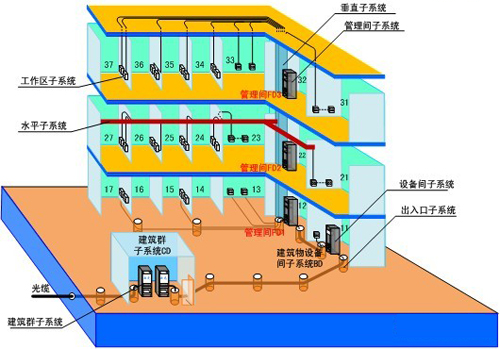 垂直子系统
管理间子系统
37
36
35
34
33
32
31
管理间FD3
工作区子系统
水平子系统
27
26
25
24
23
22
21
管理间FD2
17
16
15
14
13
12
11
管理间FD1
设备间子系统
出入口子系统
建筑群
子系统CD
建筑物设备
间子系统BD
光缆
建筑群子系统